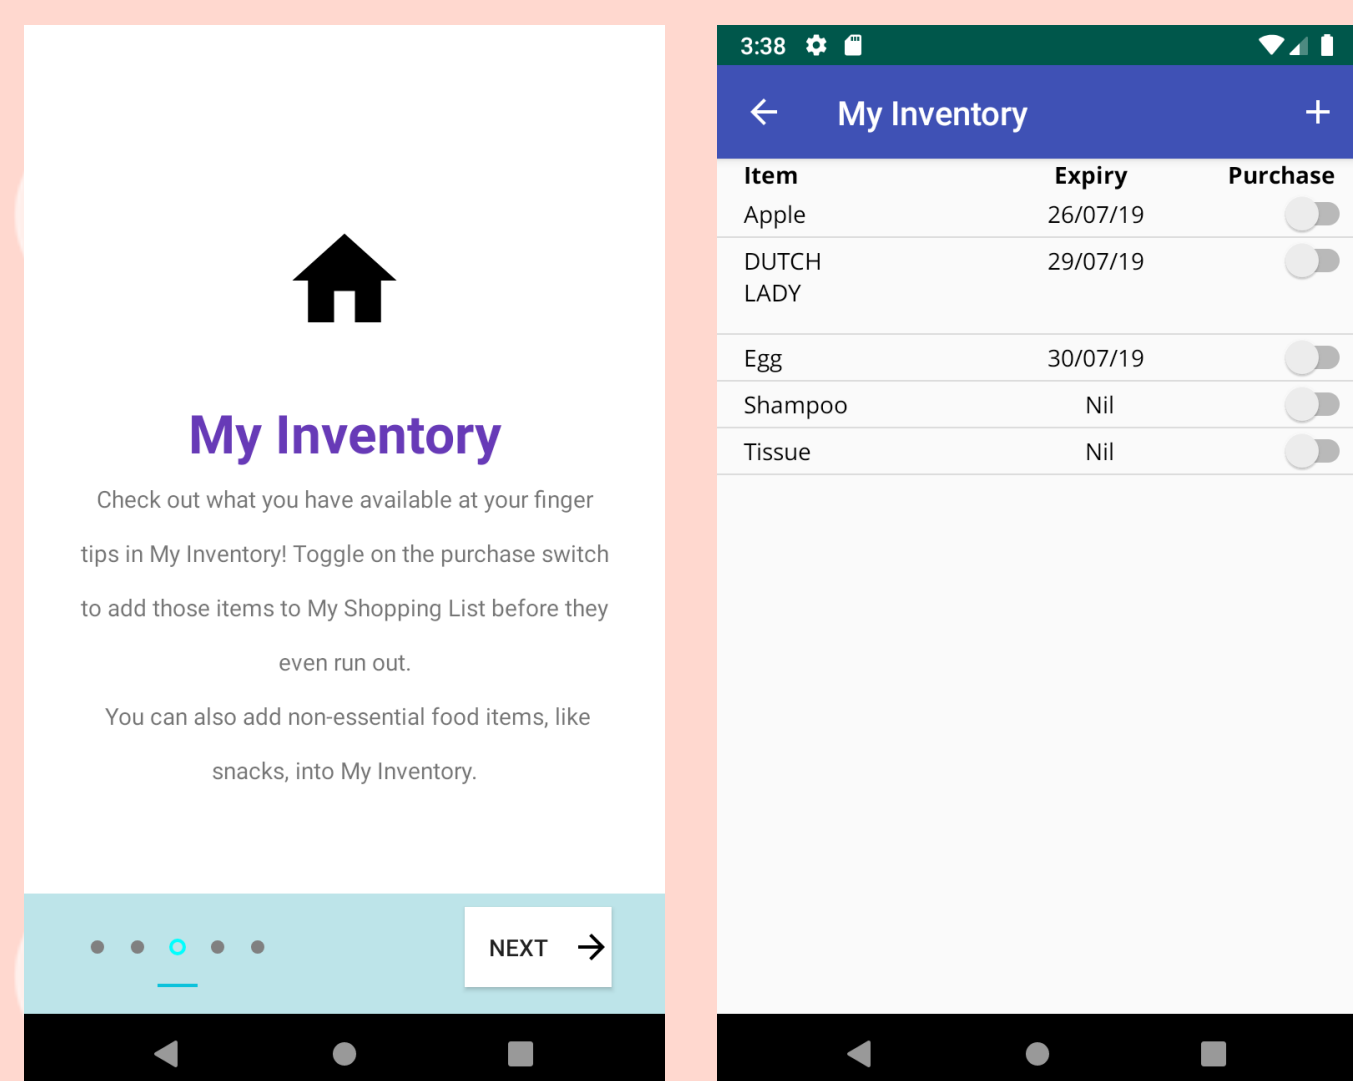 My Inventory
Check out what you have available at your finger
tips in My Inventory! Toggle on the purchase switch
to add those items to My Shopping List before they
even run out.
You can also add non-essential food items, like
snacks, into My Inventory.
NEXT
3:38
My Inventory
Item Expiry Purchase
Apple 26/07/19
DUTCH 29/07/19
LADY
Egg 30/07/19
Shampoo Nil
Tissue Nil